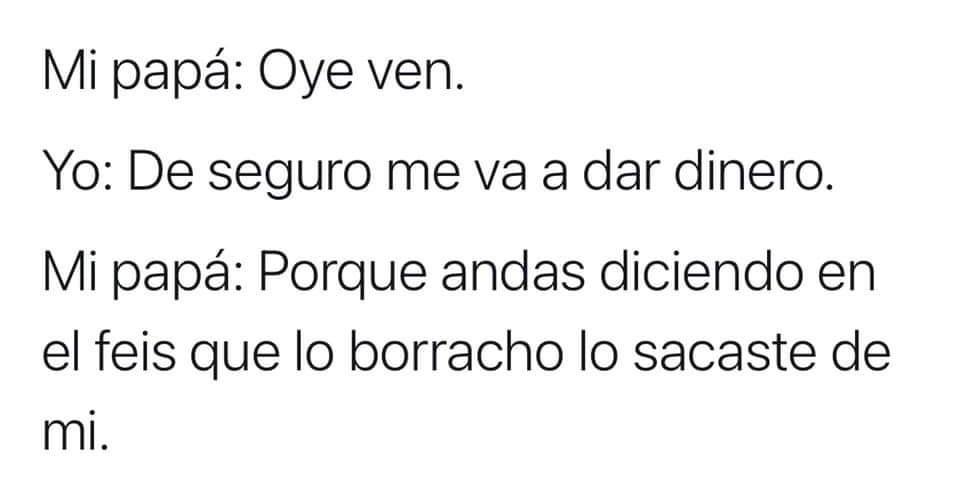 Mi papá: Oye ven.
Yo: De seguro me va a dar dinero.
Mi papá: Porque andas diciendo en
el feis que lo borracho lo sacaste de
mi.